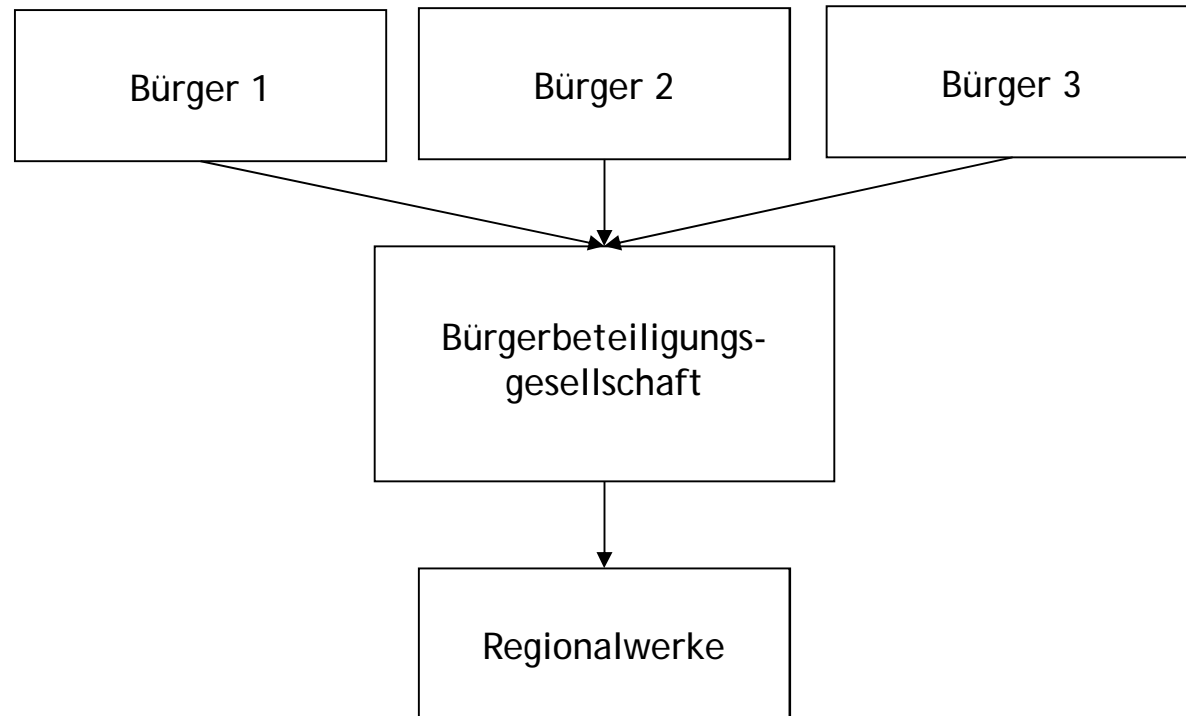 Bürger 1
Bürger 2
Bürger 3
Bürgerbeteiligungs-
gesellschaft
Regionalwerke